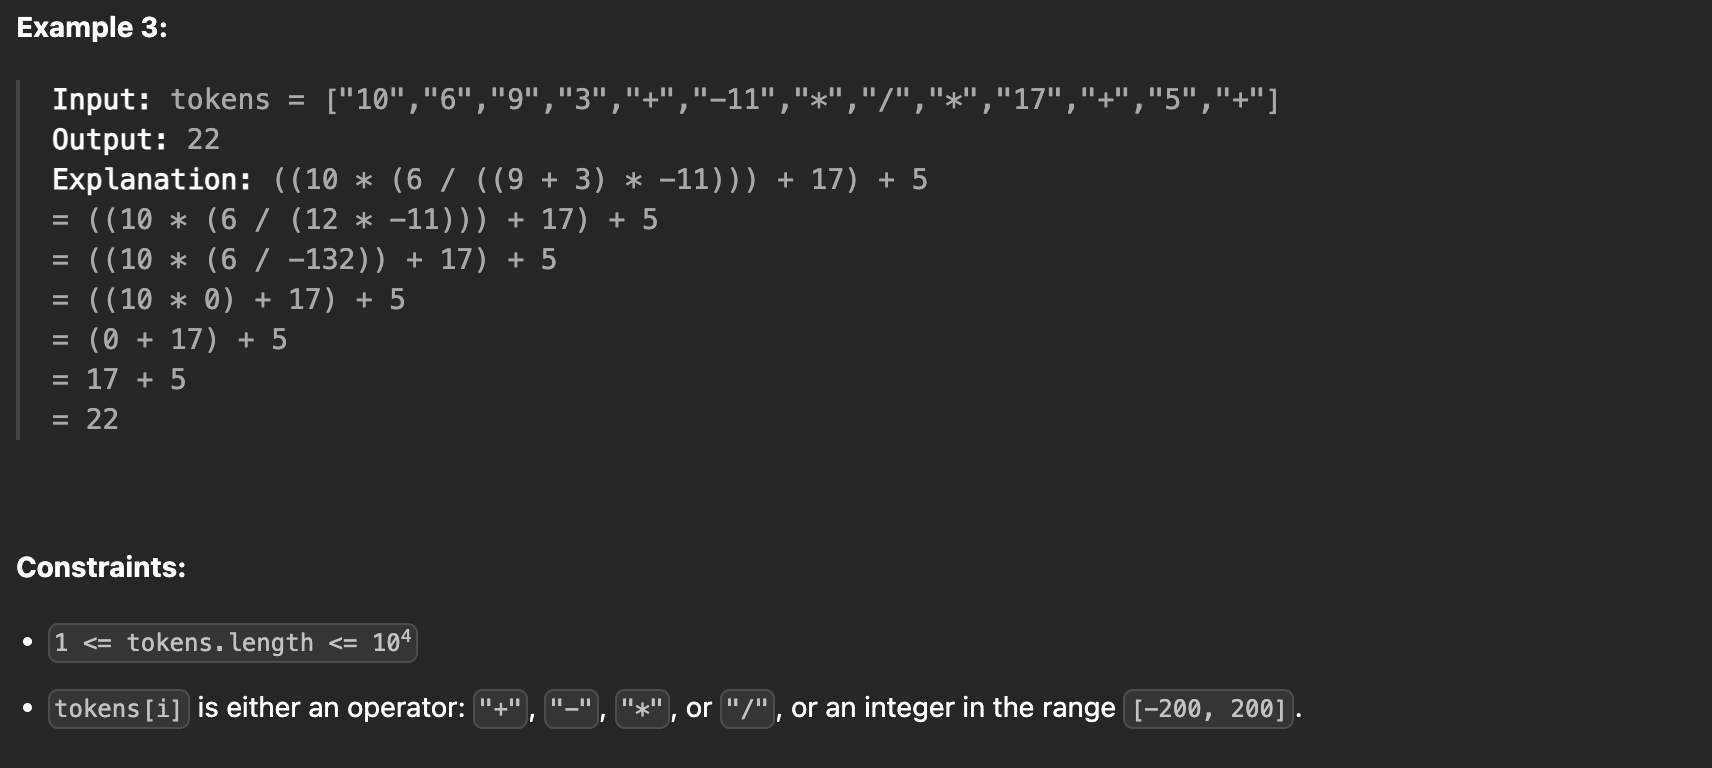 Example 3:
Input: tokens = ["10","6","9","3","+","-11","*","/","*","17","+","5","+"]
Output: 22
Explanation: ((10 * (6 / ((9 + 3) * -11))) + 17) + 5
= ((10 * (6 / (12 * -11))) + 17) + 5
= ((10 * (6 / -132)) + 17) + 5
= ((10 * 0) + 17) + 5
= (0 + 17) + 5
= 17 + 5
= 22
Constraints:
• 1 <= tokens.length <= 10⁴
• tokens[i] is either an operator: "+", "-", "*", or "/", or an integer in the range [-200, 200].